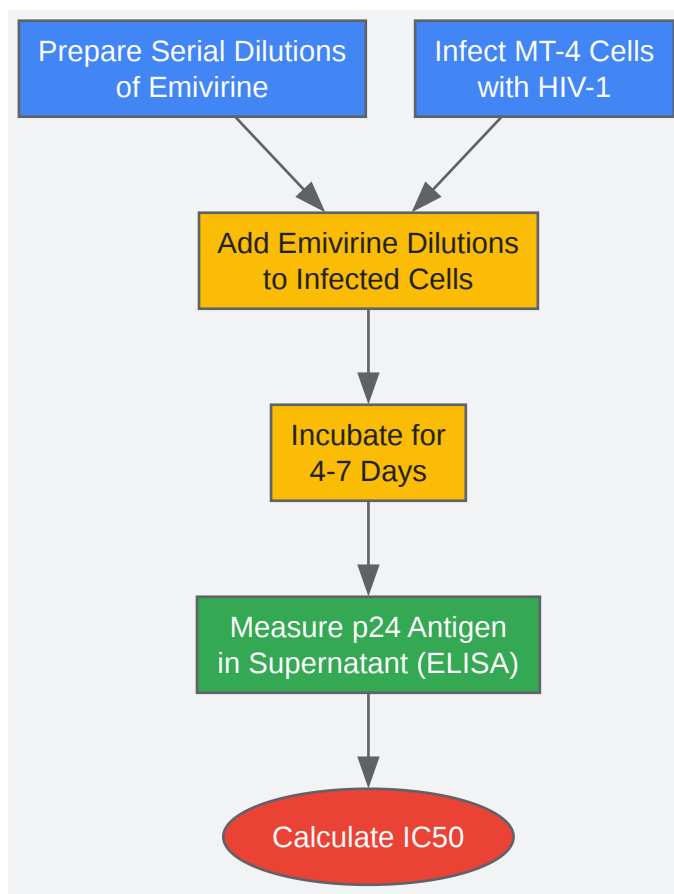 Prepare Serial Dilutions
of Emivirine
Infect MT-4 Cells
with HIV-1
Add Emivirine Dilutions
to Infected Cells
Incubate for
4-7 Days
Measure p24 Antigen
in Supernatant (ELISA)
Calculate IC50